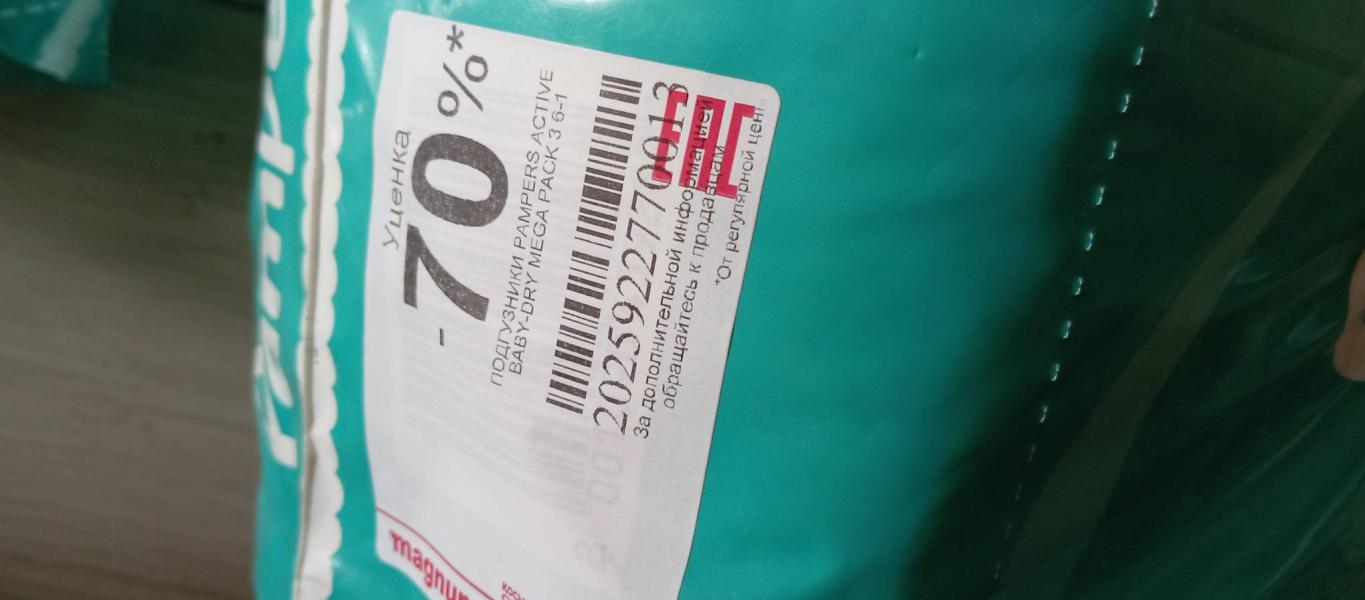 Уценка
-70%*
ПОДГУЗНИКИ PAMPERS ACTIVE
BABY-DRY MEGA PACK 3 6-1
2025922770013
За дополнительной информацией
обращайтесь к продавцам
*От регулярной цены
magnum
Pampe